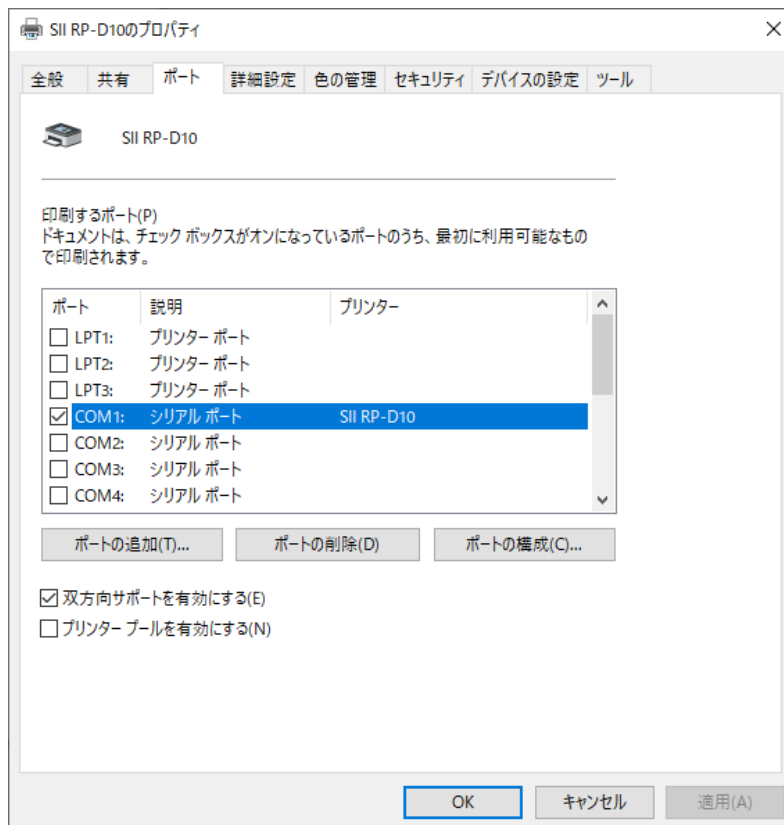 SII RP-D10のプロパティ
全般 共有 ポート 詳細設定 色の管理 セキュリティ デバイスの設定 ツール
SII RP-D10
印刷するポート(P)
ドキュメントは、チェック ボックスがオンになっているポートのうち、最初に利用可能なもの
で印刷されます。
ポート 説明 プリンター
LPT1: プリンター ポート
LPT2: プリンター ポート
LPT3: プリンター ポート
COM1: シリアル ポート SII RP-D10
COM2: シリアル ポート
COM3: シリアル ポート
COM4: シリアル ポート
ポートの追加(T)... ポートの削除(D) ポートの構成(C)...
双方向サポートを有効にする(E)
プリンター プールを有効にする(N)
OK キャンセル 適用(A)